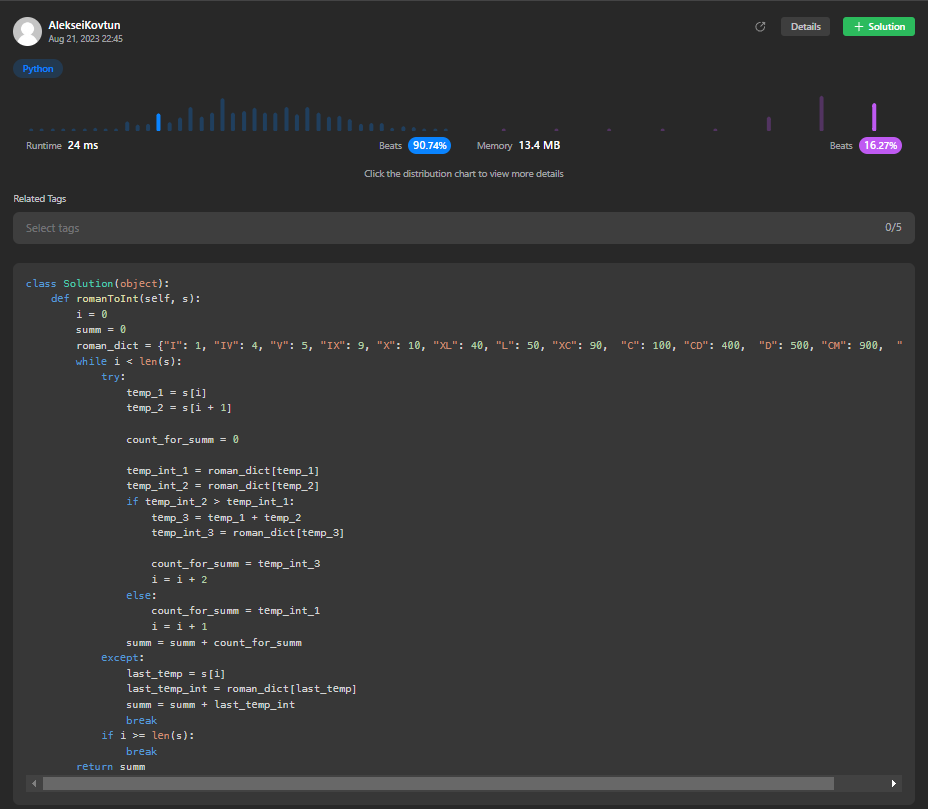 AlekseiKovtun
Aug 21, 2023 22:45
Details
+ Solution
Python
Runtime 24 ms
Beats 90.74%
Memory 13.4 MB
Beats 16.27%
Click the distribution chart to view more details
Related Tags
Select tags
0/5
class Solution(object):
    def romanToInt(self, s):
        i = 0
        summ = 0
        roman_dict = {"I": 1, "IV": 4, "V": 5, "IX": 9, "X": 10, "XL": 40, "L": 50, "XC": 90,  "C": 100, "CD": 400,  "D": 500, "CM": 900,  "
        while i < len(s):
            try:
                temp_1 = s[i]
                temp_2 = s[i + 1]
                count_for_summ = 0
                temp_int_1 = roman_dict[temp_1]
                temp_int_2 = roman_dict[temp_2]
                if temp_int_2 > temp_int_1:
                    temp_3 = temp_1 + temp_2
                    temp_int_3 = roman_dict[temp_3]
                    count_for_summ = temp_int_3
                    i = i + 2
                else:
                    count_for_summ = temp_int_1
                    i = i + 1
                summ = summ + count_for_summ
            except:
                last_temp = s[i]
                last_temp_int = roman_dict[last_temp]
                summ = summ + last_temp_int
                break
            if i >= len(s):
                break
        return summ